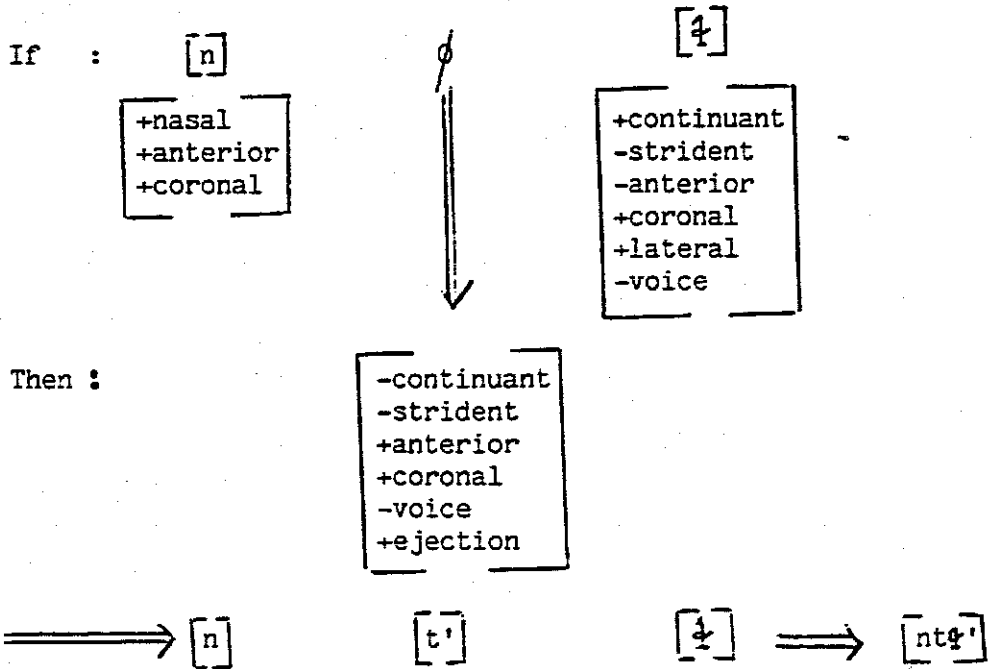 If : [n] ∅ [ɬ]
+nasal
+anterior
+coronal
+continuant
-strident
-anterior
+coronal
+lateral
-voice
Then :
-continuant
-strident
+anterior
+coronal
-voice
+ejection
⟹ [n] [t'] [ɬ] ⟹ [ntɬ']